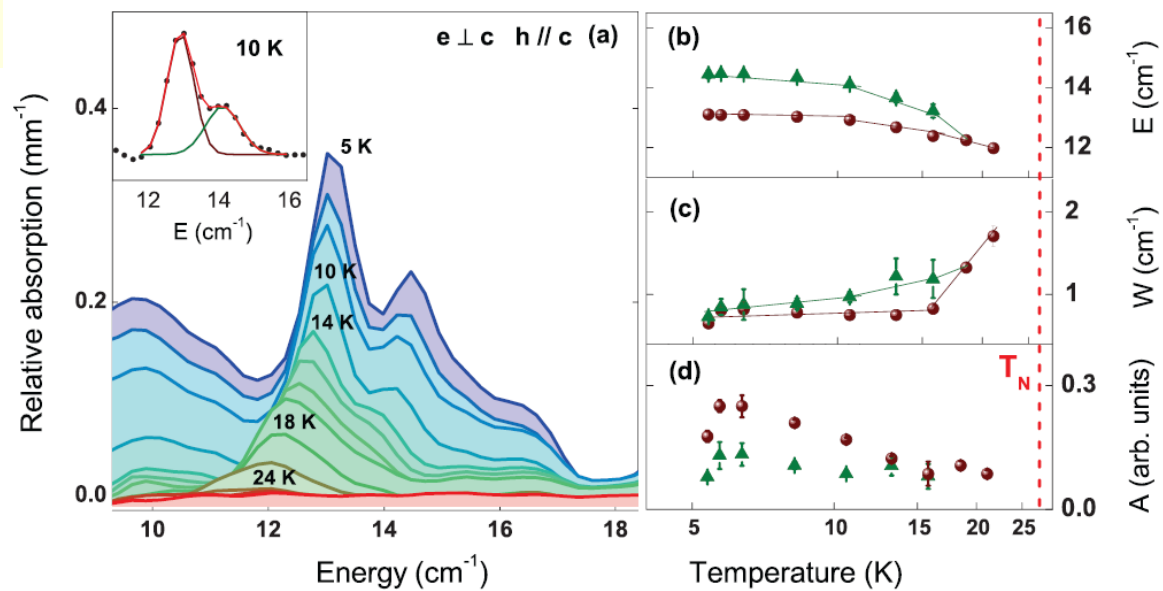 10 K
12 14 16
E (cm⁻¹)
e ⊥ c h // c (a)
0.4
0.2
0.0
Relative absorption (mm⁻¹)
5 K
10 K
14 K
18 K
24 K
10 12 14 16 18
Energy (cm⁻¹)
(b)
16
14
12
E (cm⁻¹)
(c)
2
1
W (cm⁻¹)
(d)
T_N
0.3
0.0
A (arb. units)
5 10 15 20 25
Temperature (K)